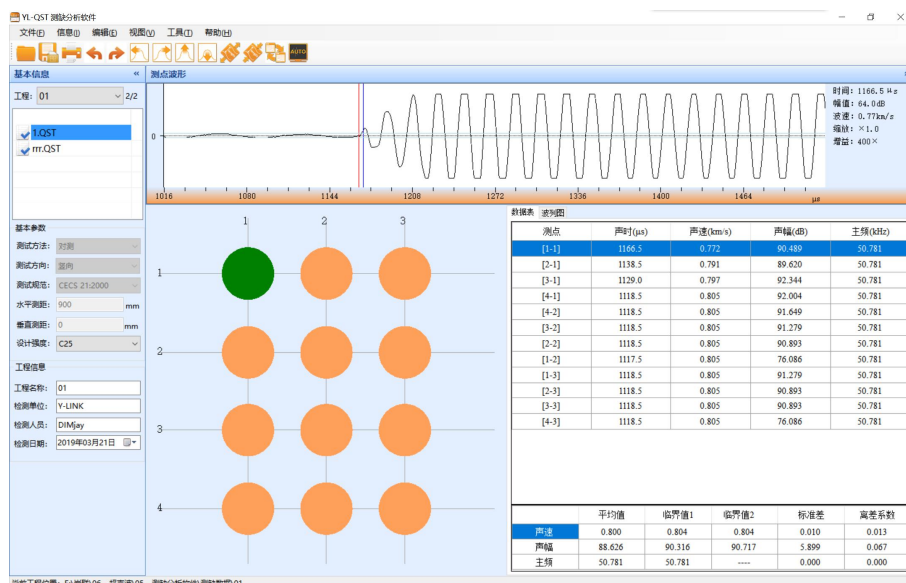 YL-QST 测缺分析软件
文件(F) 信息(I) 编辑(E) 视图(V) 工具(T) 帮助(H)
AUTO
基本信息
工程: 01 2/2
1.QST
rrr.QST
基本参数
测试方法: 对测
测试方向: 竖向
测试规范: CECS 21:2000
水平测距: 900 mm
垂直测距: 0 mm
设计强度: C25
工程信息
工程名称: 01
检测单位: Y-LINK
检测人员: DIMjay
检测日期: 2019年03月21日
测点波形
0
时间: 1166.5μs
幅值: 64.0dB
波速: 0.77km/s
缩放: ×1.0
增益: 400×
1016 1080 1144 1208 1272 1336 1400 1464 μs
1 2 3
1
2
3
4
数据表 波列图
测点 声时(μs) 声速(km/s) 声幅(dB) 主频(kHz)
[1-1] 1166.5 0.772 90.489 50.781
[2-1] 1138.5 0.791 89.620 50.781
[3-1] 1129.0 0.797 92.344 50.781
[4-1] 1118.5 0.805 92.004 50.781
[4-2] 1118.5 0.805 91.649 50.781
[3-2] 1118.5 0.805 91.279 50.781
[2-2] 1118.5 0.805 90.893 50.781
[1-2] 1117.5 0.805 76.086 50.781
[1-3] 1118.5 0.805 91.279 50.781
[2-3] 1118.5 0.805 90.893 50.781
[3-3] 1118.5 0.805 90.893 50.781
[4-3] 1118.5 0.805 76.086 50.781
平均值 临界值1 临界值2 标准差 离差系数
声速 0.800 0.804 0.804 0.010 0.013
声幅 88.626 90.316 90.717 5.899 0.067
主频 50.781 50.781 ---- 0.000 0.000